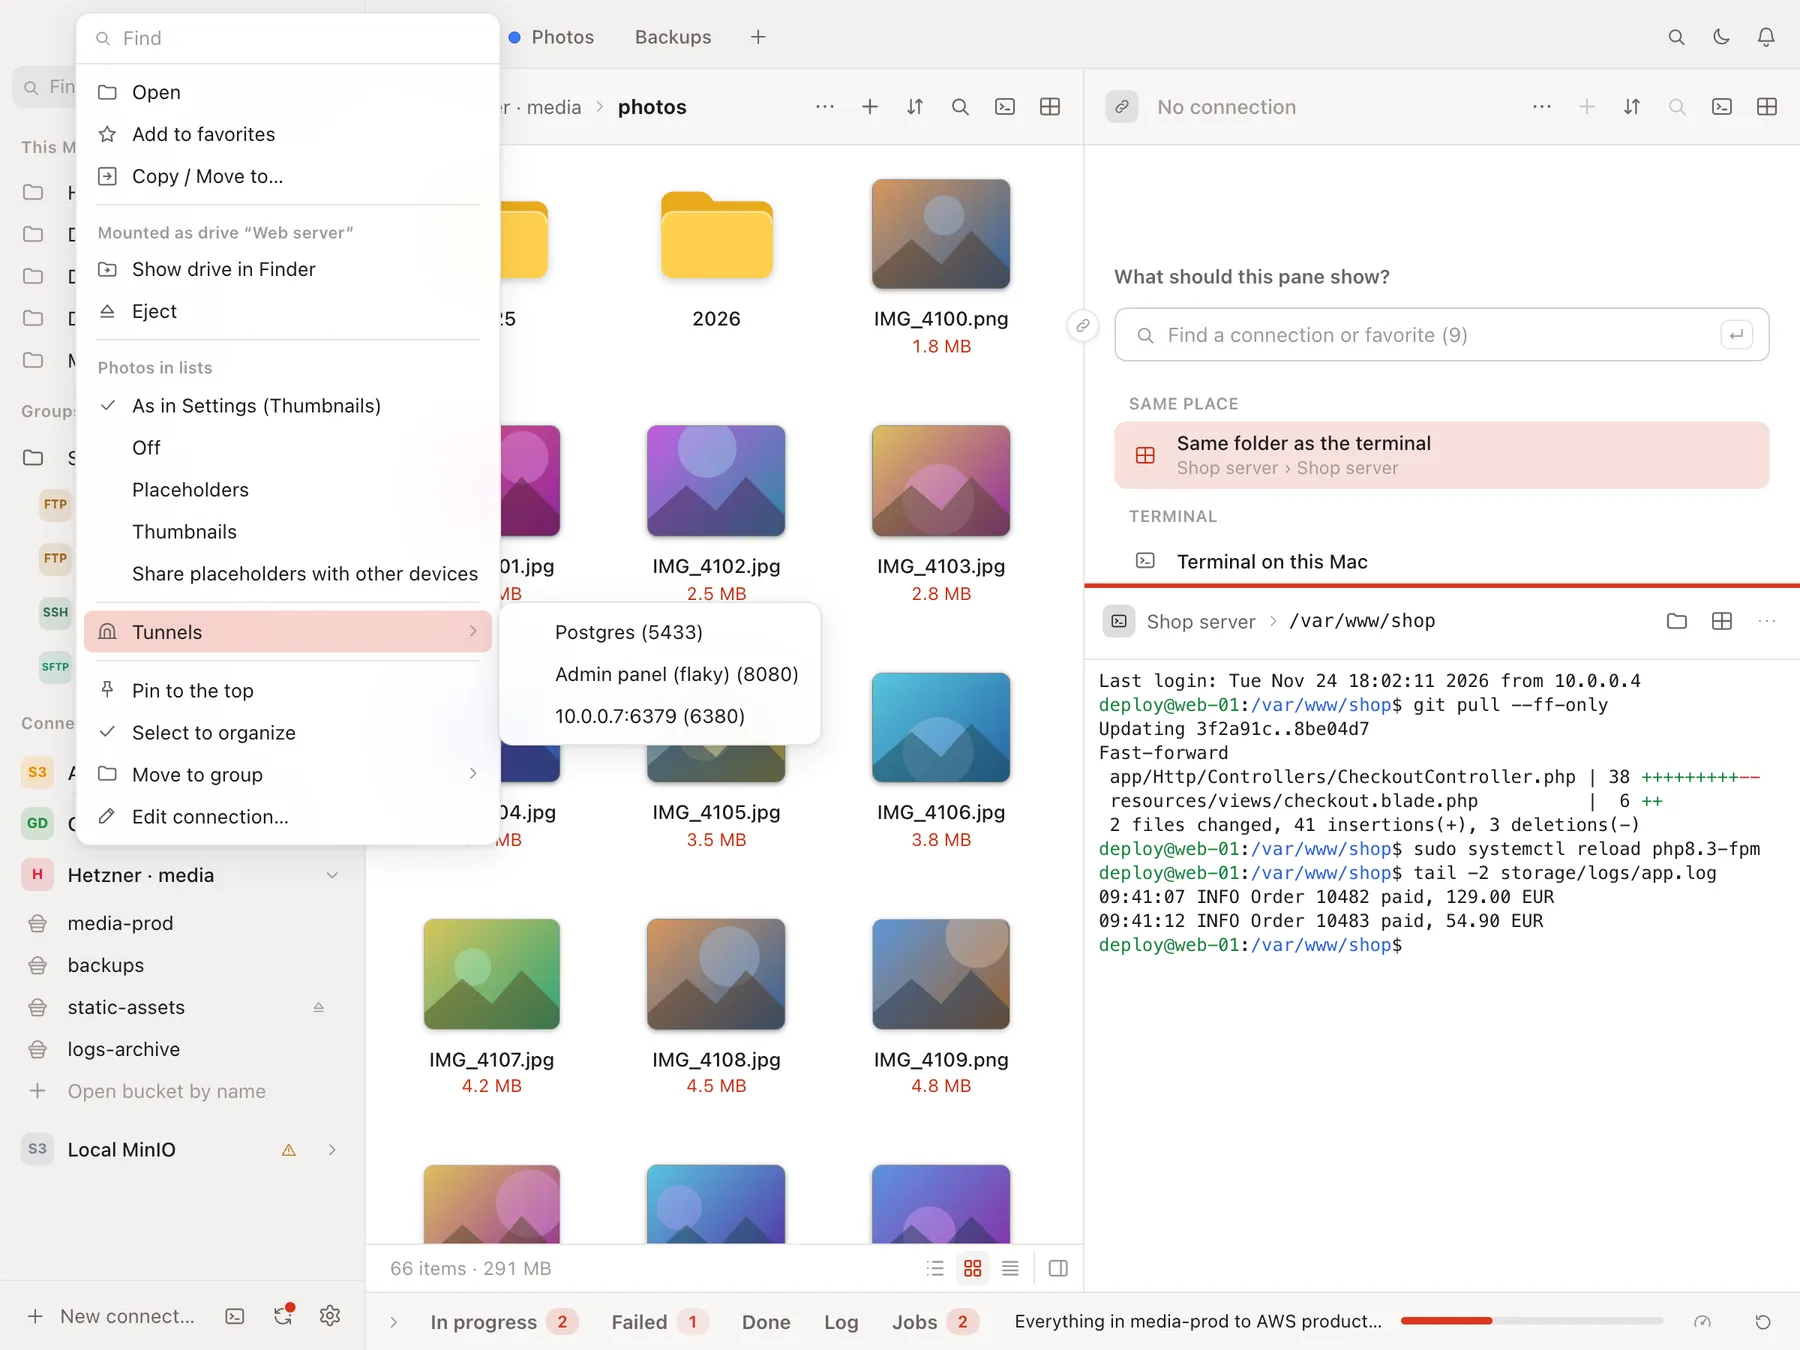 Find
Open
Add to favorites
Copy / Move to...
Mounted as drive “Web server”
Show drive in Finder
Eject
Photos in lists
As in Settings (Thumbnails)
Off
Placeholders
Thumbnails
Share placeholders with other devices
Tunnels
Pin to the top
Select to organize
Move to group
Edit connection...
Postgres (5433)
Admin panel (flaky) (8080)
10.0.0.7:6379 (6380)
This M
Groups
FTP
FTP
SSH
SFTP
Conne
S3
GD
H Hetzner · media
media-prod
backups
static-assets
logs-archive
Open bucket by name
S3 Local MinIO
New connect...
Photos
Backups
media
photos
2026
IMG_4100.png
1.8 MB
01.jpg
MB
IMG_4102.jpg
2.5 MB
IMG_4103.jpg
2.8 MB
04.jpg
MB
IMG_4105.jpg
3.5 MB
IMG_4106.jpg
3.8 MB
IMG_4107.jpg
4.2 MB
IMG_4108.jpg
4.5 MB
IMG_4109.png
4.8 MB
66 items · 291 MB
No connection
What should this pane show?
Find a connection or favorite (9)
SAME PLACE
Same folder as the terminal
Shop server › Shop server
TERMINAL
Terminal on this Mac
Shop server › /var/www/shop
Last login: Tue Nov 24 18:02:11 2026 from 10.0.0.4
deploy@web-01:/var/www/shop$ git pull --ff-only
Updating 3f2a91c..8be04d7
Fast-forward
app/Http/Controllers/CheckoutController.php | 38 +++++++++--
resources/views/checkout.blade.php | 6 ++
2 files changed, 41 insertions(+), 3 deletions(-)
deploy@web-01:/var/www/shop$ sudo systemctl reload php8.3-fpm
deploy@web-01:/var/www/shop$ tail -2 storage/logs/app.log
09:41:07 INFO Order 10482 paid, 129.00 EUR
09:41:12 INFO Order 10483 paid, 54.90 EUR
deploy@web-01:/var/www/shop$
In progress 2
Failed 1
Done
Log
Jobs 2
Everything in media-prod to AWS product...